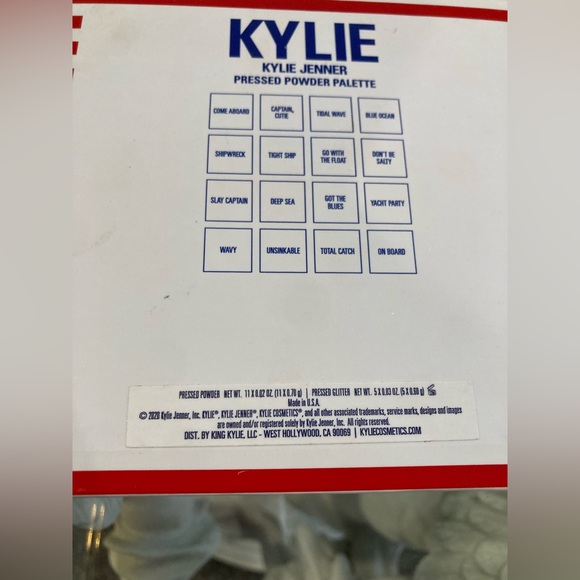 KYLIE
KYLIE JENNER
PRESSED POWDER PALETTE
COME ABOARD
CAPTAIN,
CUTIE
TIDAL WAVE
BLUE OCEAN
SHIPWRECK
TIGHT SHIP
GO WITH
THE FLOAT
DON'T BE
SALTY
SLAY CAPTAIN
DEEP SEA
GOT THE
BLUES
YACHT PARTY
WAVY
UNSINKABLE
TOTAL CATCH
ON BOARD
PRESSED POWDER NET WT. 11 X 0.02 OZ. (11 X 0.70 g) | PRESSED GLITTER NET WT. 5 X 0.03 OZ. (5 X 0.80 g)
Made in U.S.A.
© 2020 Kylie Jenner, Inc. KYLIE®, KYLIE JENNER®, KYLIE COSMETICS®, and all other associated trademarks, service marks, designs and images
are owned and/or registered solely by Kylie Jenner, Inc. All rights reserved.
DIST. BY KING KYLIE, LLC - WEST HOLLYWOOD, CA 90069 | KYLIECOSMETICS.COM